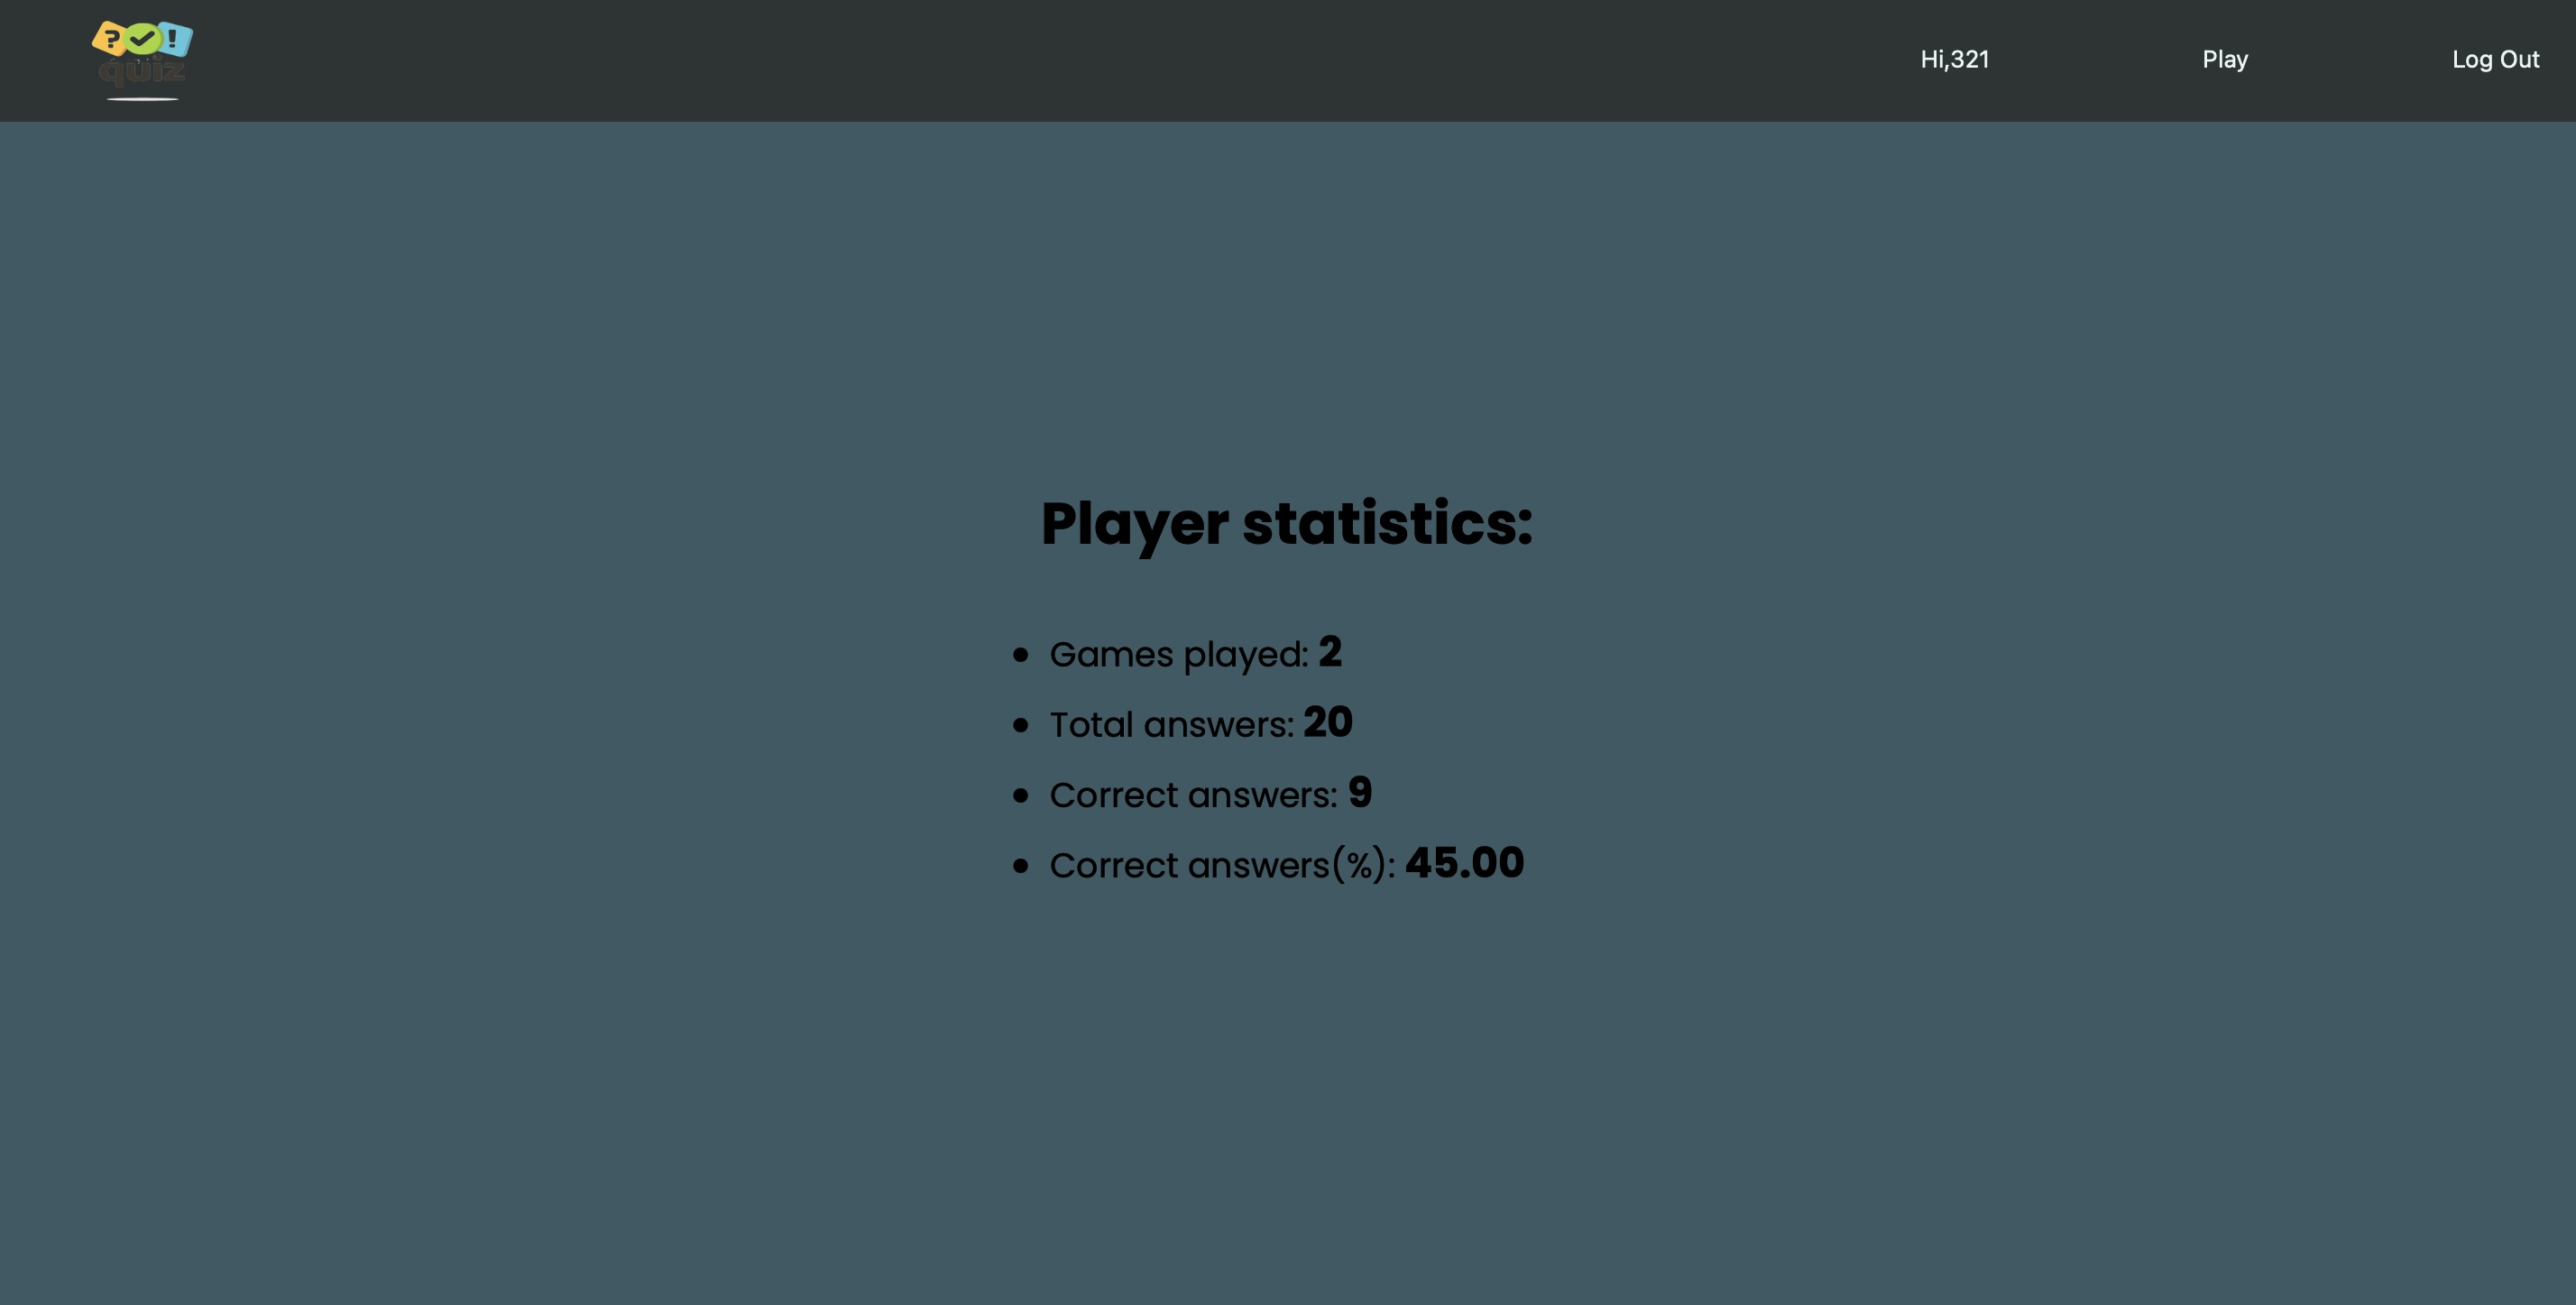 ? !
quiz
Hi,321
Play
Log Out
Player statistics:
• Games played: 2
• Total answers: 20
• Correct answers: 9
• Correct answers(%): 45.00